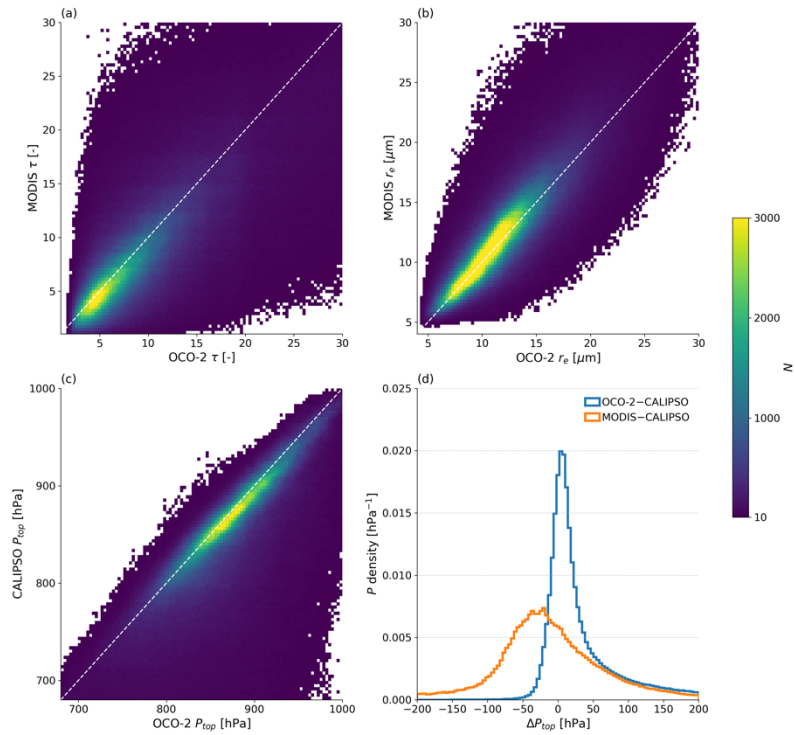 (a)
30
25
20
15
10
5
MODIS τ [-]
5 10 15 20 25 30
OCO-2 τ [-]
(b)
30
25
20
15
10
5
MODIS r_e [μm]
5 10 15 20 25 30
OCO-2 r_e [μm]
3000
2000
1000
10
N
(c)
1000
900
800
700
CALIPSO P_top [hPa]
700 800 900 1000
OCO-2 P_top [hPa]
(d)
0.025
0.020
0.015
0.010
0.005
0.000
P density [hPa⁻¹]
OCO-2−CALIPSO
MODIS−CALIPSO
−200 −150 −100 −50 0 50 100 150 200
ΔP_top [hPa]